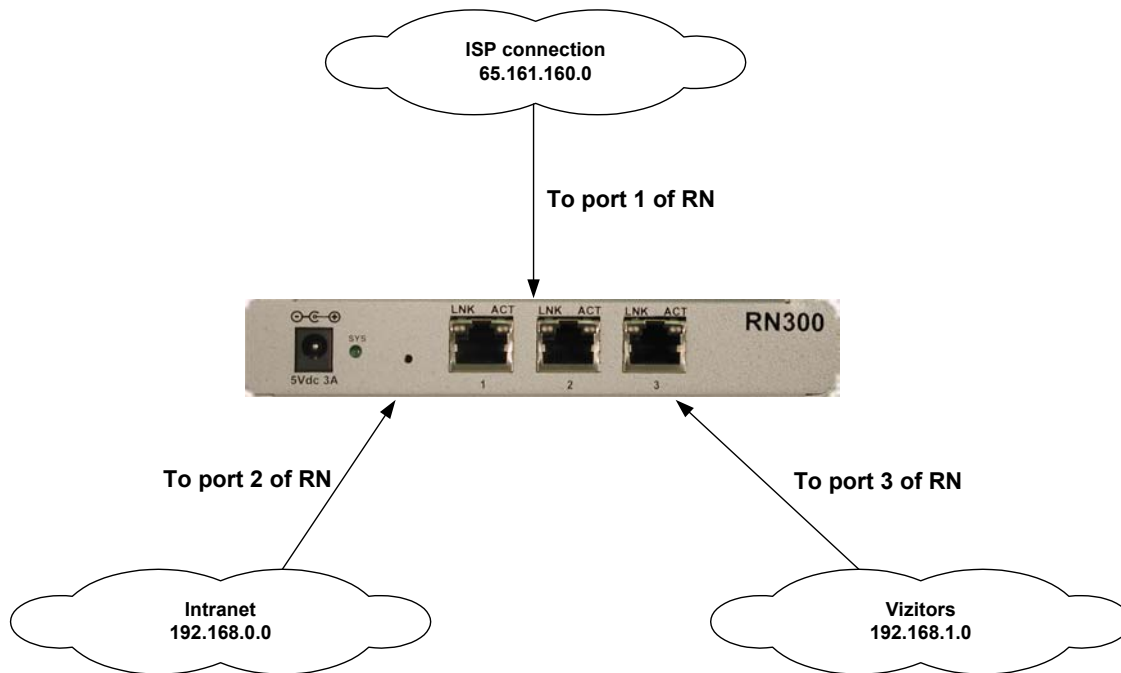 ISP connection
65.161.160.0
To port 1 of RN
LNK ACT LNK ACT LNK ACT
RN300
SYS
5Vdc 3A
1 2 3
To port 2 of RN
To port 3 of RN
Intranet
192.168.0.0
Vizitors
192.168.1.0